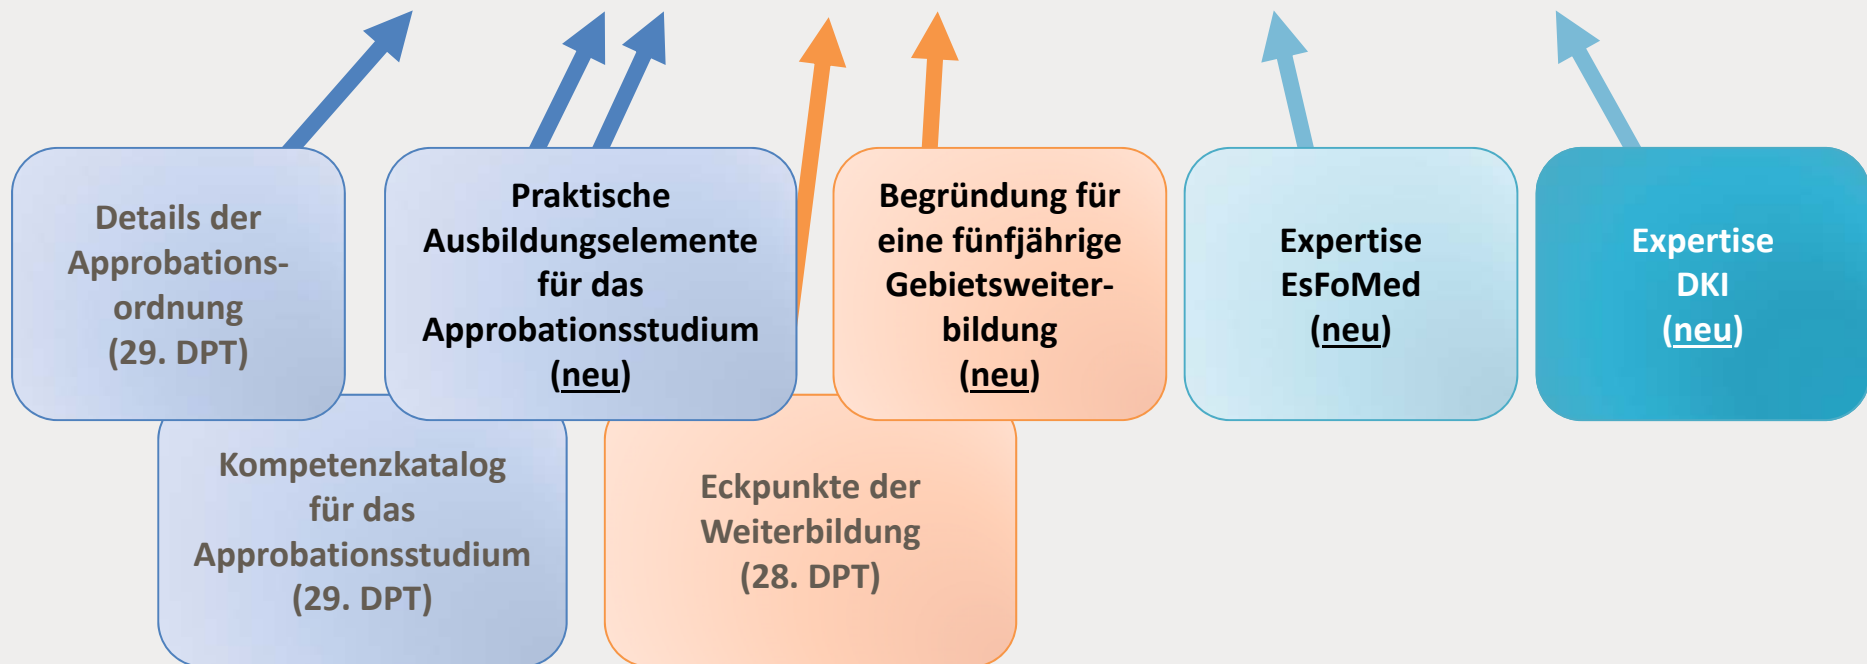 Details der
Approbations-
ordnung
(29. DPT)
Praktische
Ausbildungselemente
für das
Approbationsstudium
(neu)
Begründung für
eine fünfjährige
Gebietsweiter-
bildung
(neu)
Expertise
EsFoMed
(neu)
Expertise
DKI
(neu)
Kompetenzkatalog
für das
Approbationsstudium
(29. DPT)
Eckpunkte der
Weiterbildung
(28. DPT)